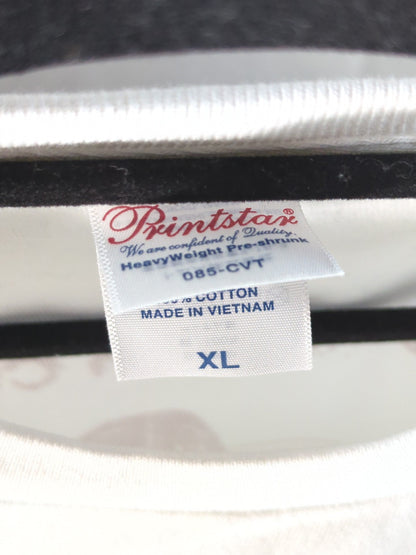 Printstar®
We are confident of Quality.
HeavyWeight Pre-shrunk
085-CVT
COTTON
MADE IN VIETNAM
XL